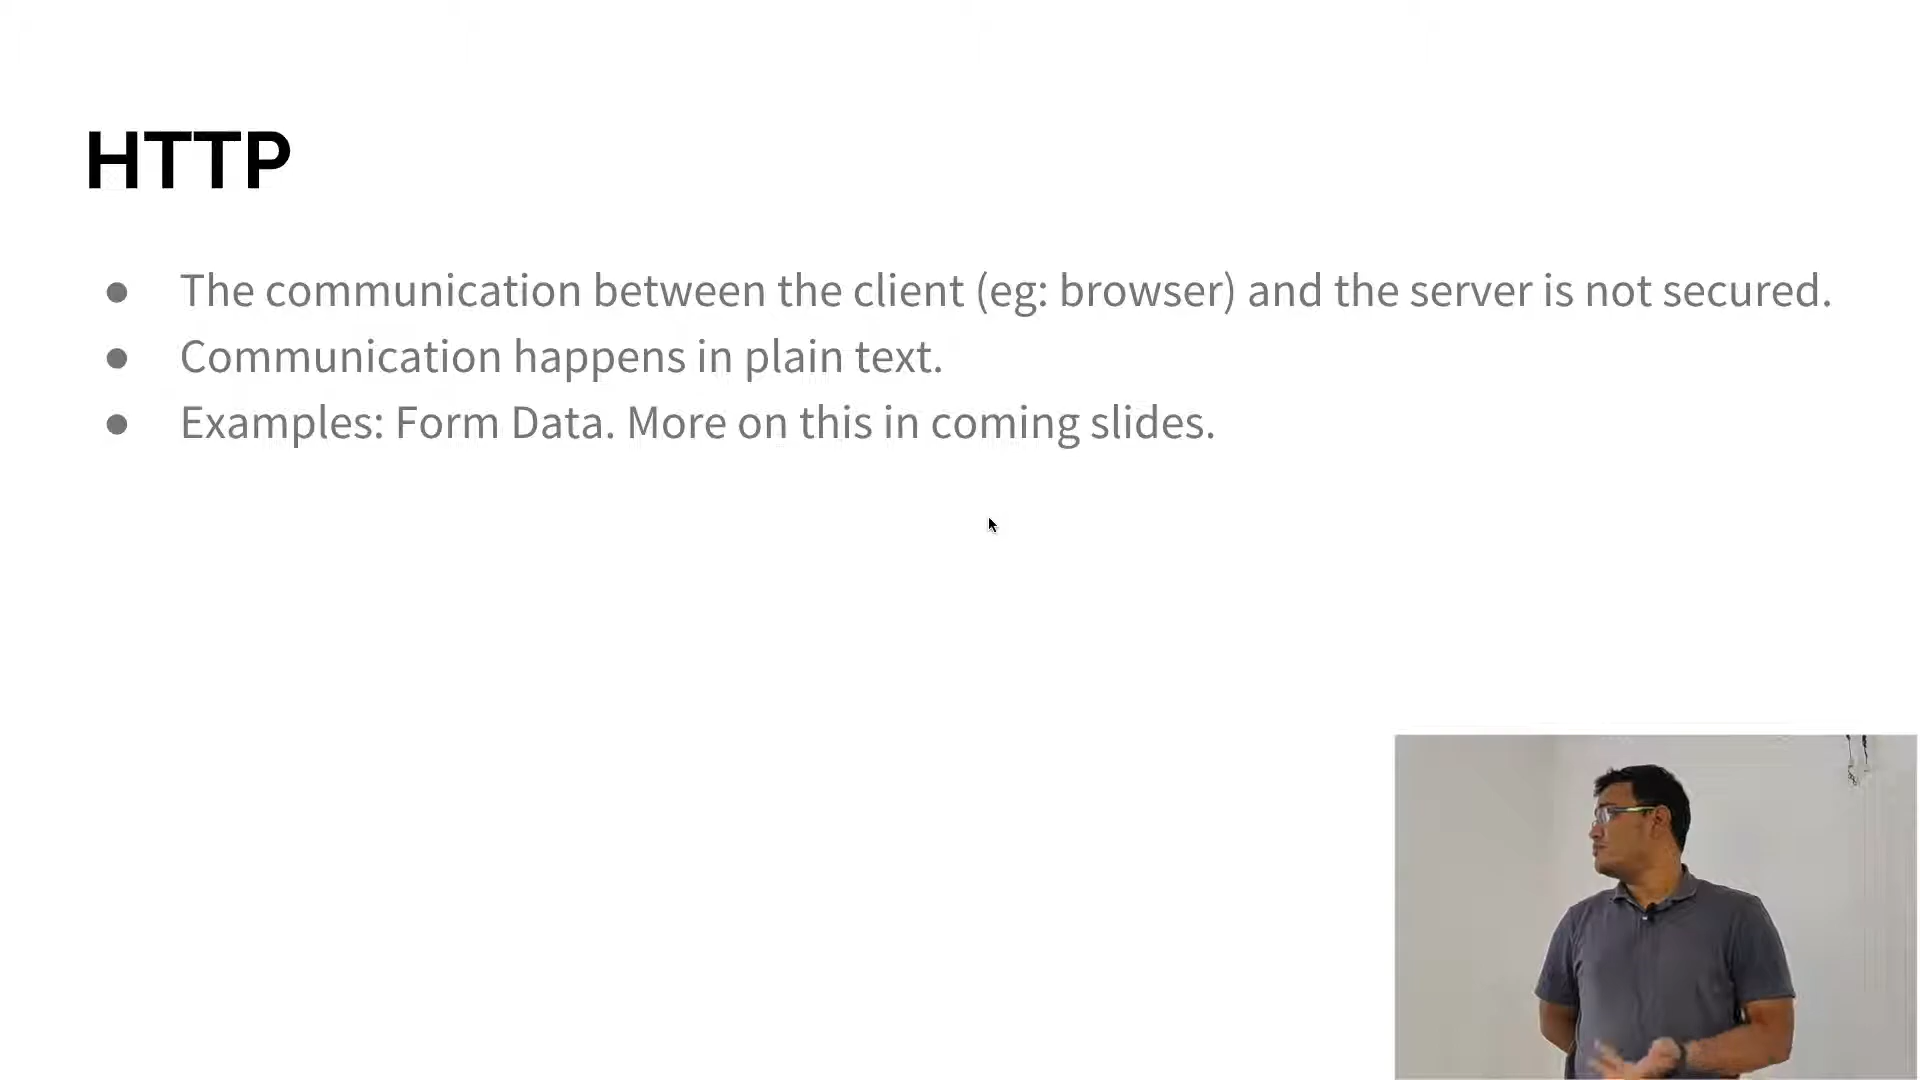 HTTP
● The communication between the client (eg: browser) and the server is not secured.
● Communication happens in plain text.
● Examples: Form Data. More on this in coming slides.